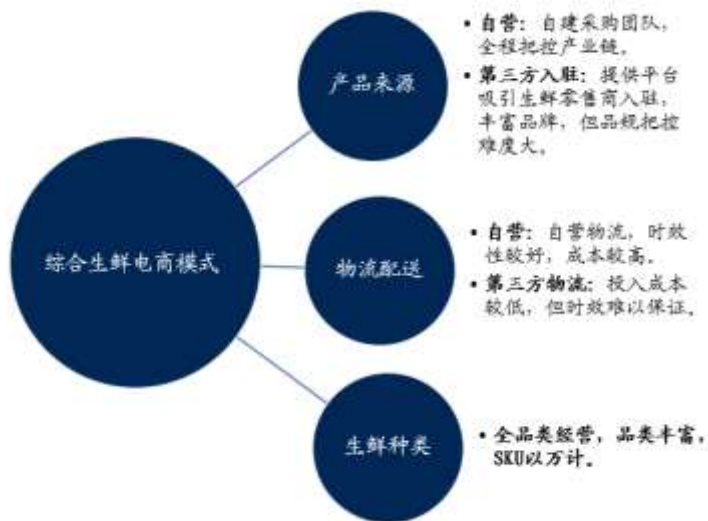 产品来源
• 自营：自建采购团队，
全程把控产业链。
• 第三方入驻：提供平台
吸引生鲜零售商入驻，
丰富品牌，但品规把控
难度大。
综合生鲜电商模式
物流配送
• 自营：自营物流，时效
性较好，成本较高。
• 第三方物流：投入成本
较低，但时效难以保证。
生鲜种类
• 全品类经营，品类丰富，
SKU以万计。